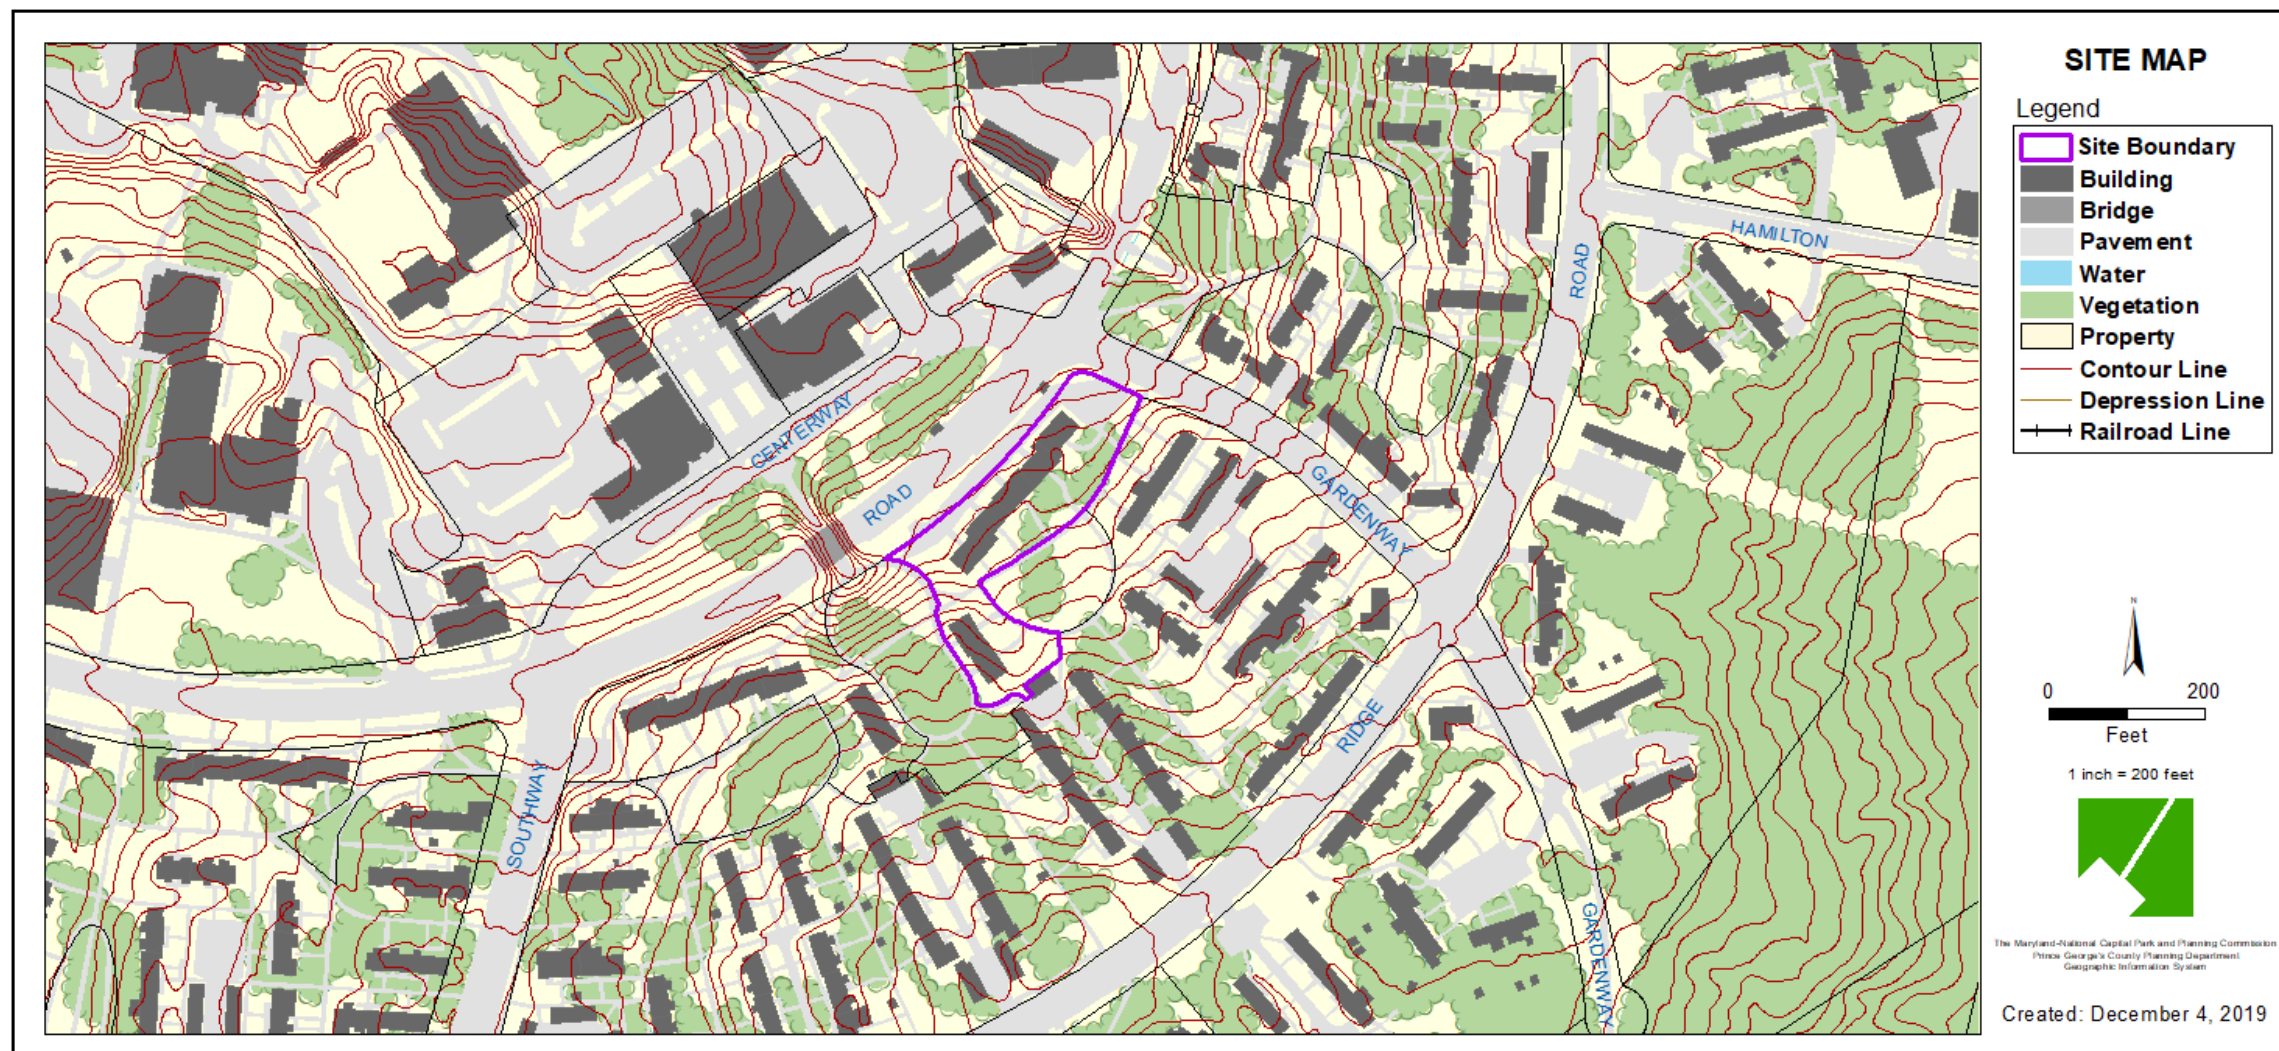 SITE MAP
Legend
Site Boundary
Building
Bridge
Pavement
Water
Vegetation
Property
Contour Line
Depression Line
Railroad Line
HAMILTON
ROAD
CENTERWAY
ROAD
GARDENWAY
RIDGE
SOUTHWAY
GARDENWAY
N
0 200
Feet
1 inch = 200 feet
The Maryland-National Capital Park and Planning Commission
Prince George's County Planning Department
Geographic Information System
Created: December 4, 2019